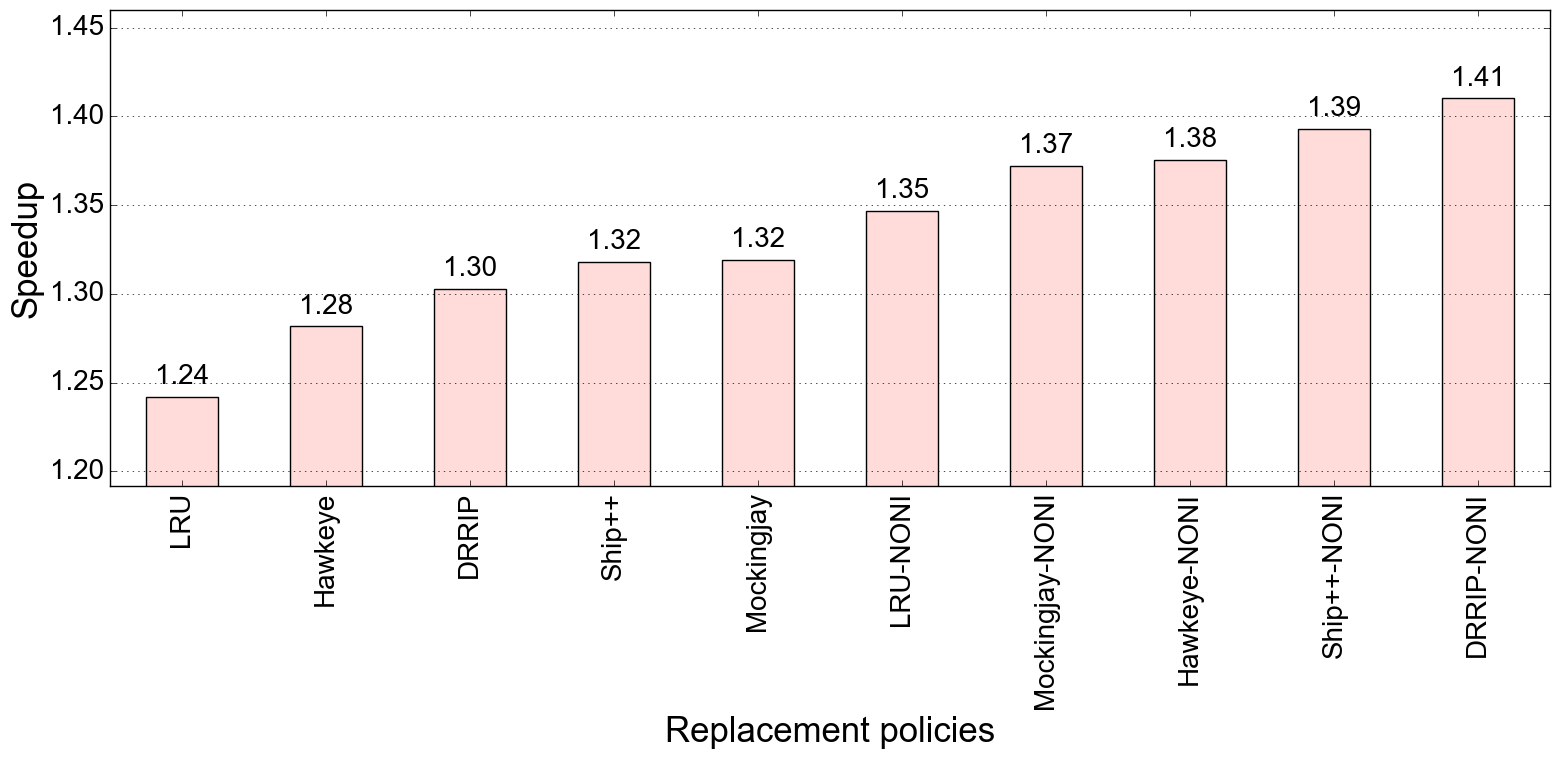 1.45
1.40
1.35
1.30
1.25
1.20
Speedup
1.24
1.28
1.30
1.32
1.32
1.35
1.37
1.38
1.39
1.41
LRU
Hawkeye
DRRIP
Ship++
Mockingjay
LRU-NONI
Mockingjay-NONI
Hawkeye-NONI
Ship++-NONI
DRRIP-NONI
Replacement policies